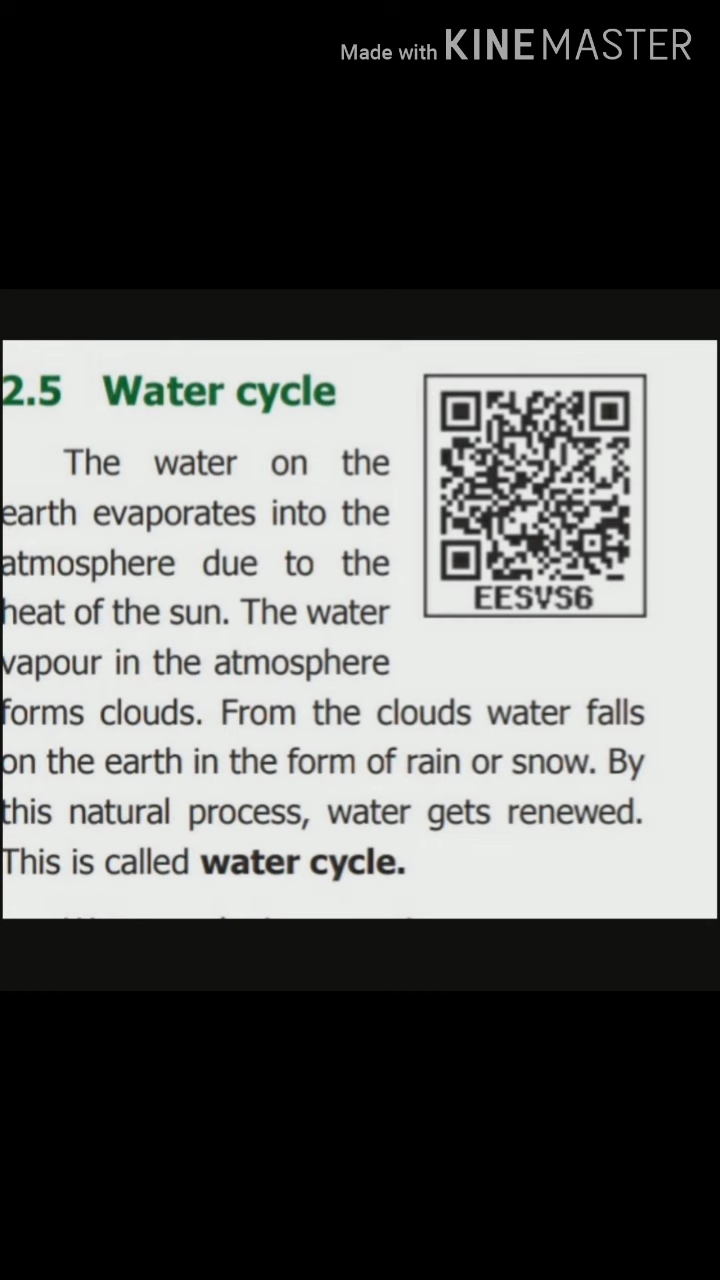 Made with KINEMASTER
2.5 Water cycle
The water on the
earth evaporates into the
atmosphere due to the
heat of the sun. The water
vapour in the atmosphere
forms clouds. From the clouds water falls
on the earth in the form of rain or snow. By
this natural process, water gets renewed.
This is called water cycle.
EESVS6